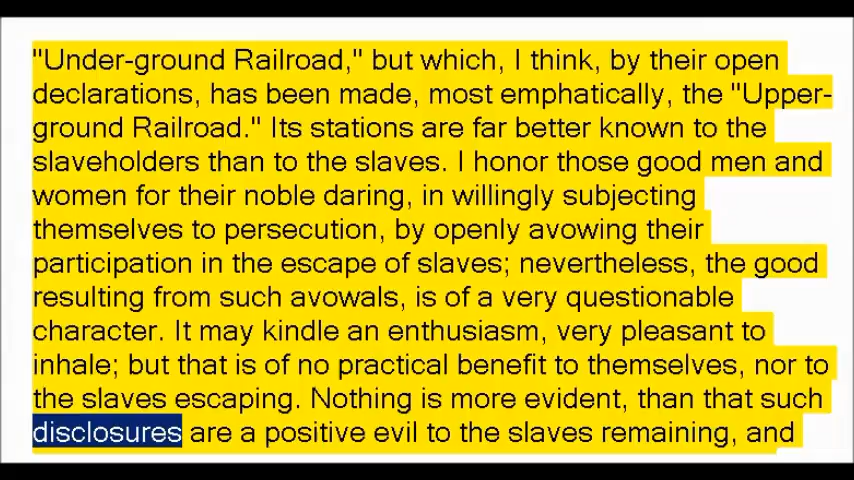 "Under-ground Railroad," but which, I think, by their open
declarations, has been made, most emphatically, the "Upper-
ground Railroad." Its stations are far better known to the
slaveholders than to the slaves. I honor those good men and
women for their noble daring, in willingly subjecting
themselves to persecution, by openly avowing their
participation in the escape of slaves; nevertheless, the good
resulting from such avowals, is of a very questionable
character. It may kindle an enthusiasm, very pleasant to
inhale; but that is of no practical benefit to themselves, nor to
the slaves escaping. Nothing is more evident, than that such
disclosures are a positive evil to the slaves remaining, and